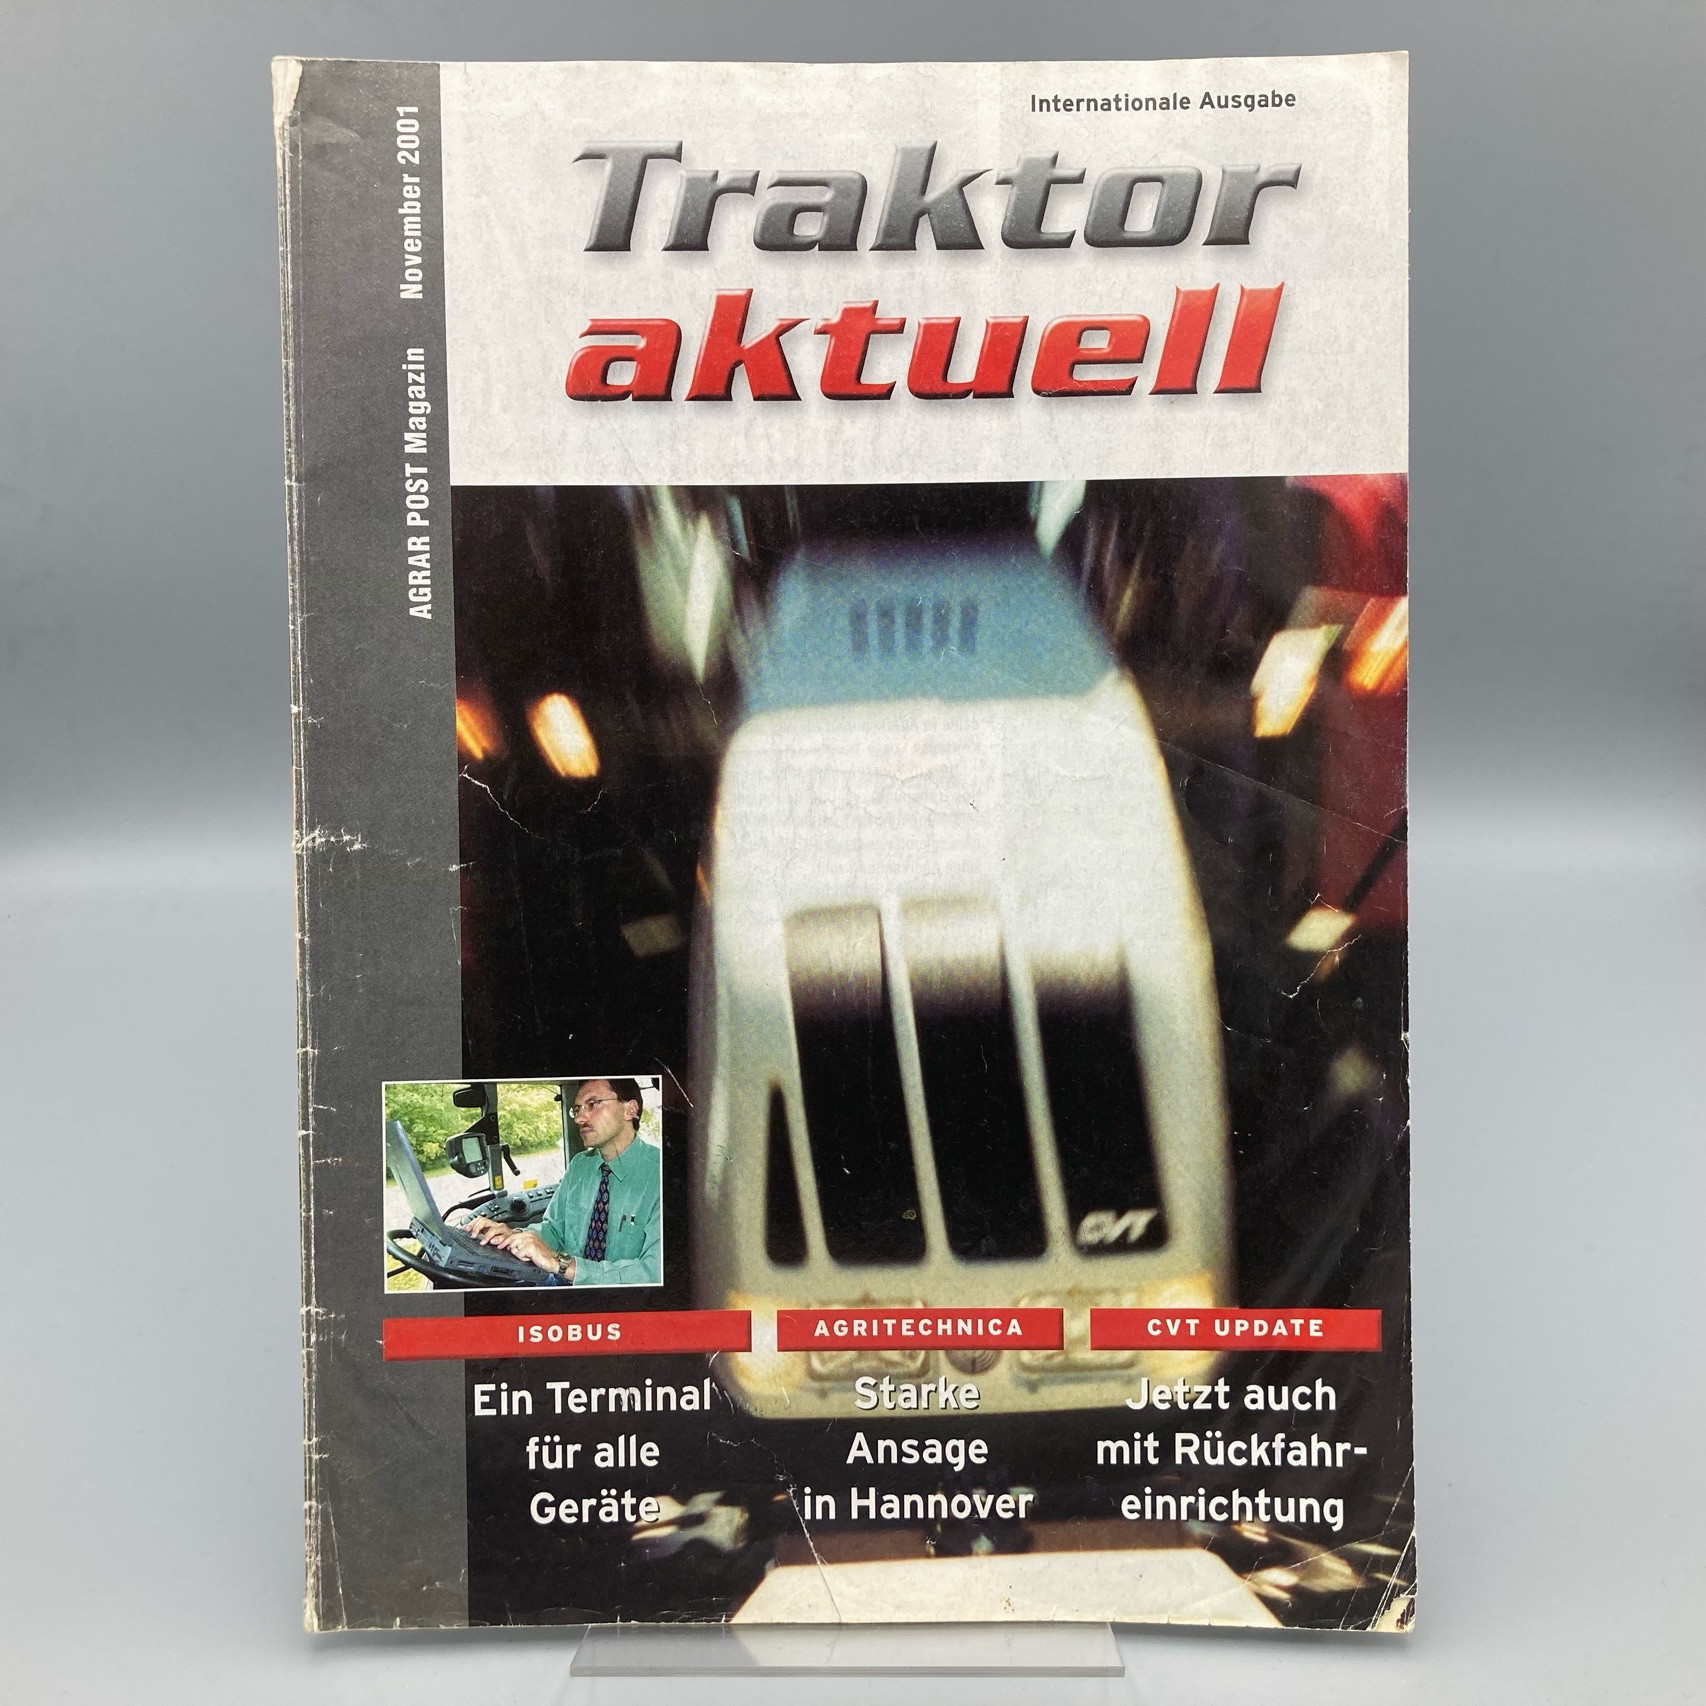 Internationale Ausgabe
Traktor
aktuell
AGRAR POST Magazin November 2001
CVT
ISOBUS
Ein Terminal
für alle
Geräte
AGRITECHNICA
Starke
Ansage
in Hannover
CVT UPDATE
Jetzt auch
mit Rückfahr-
einrichtung